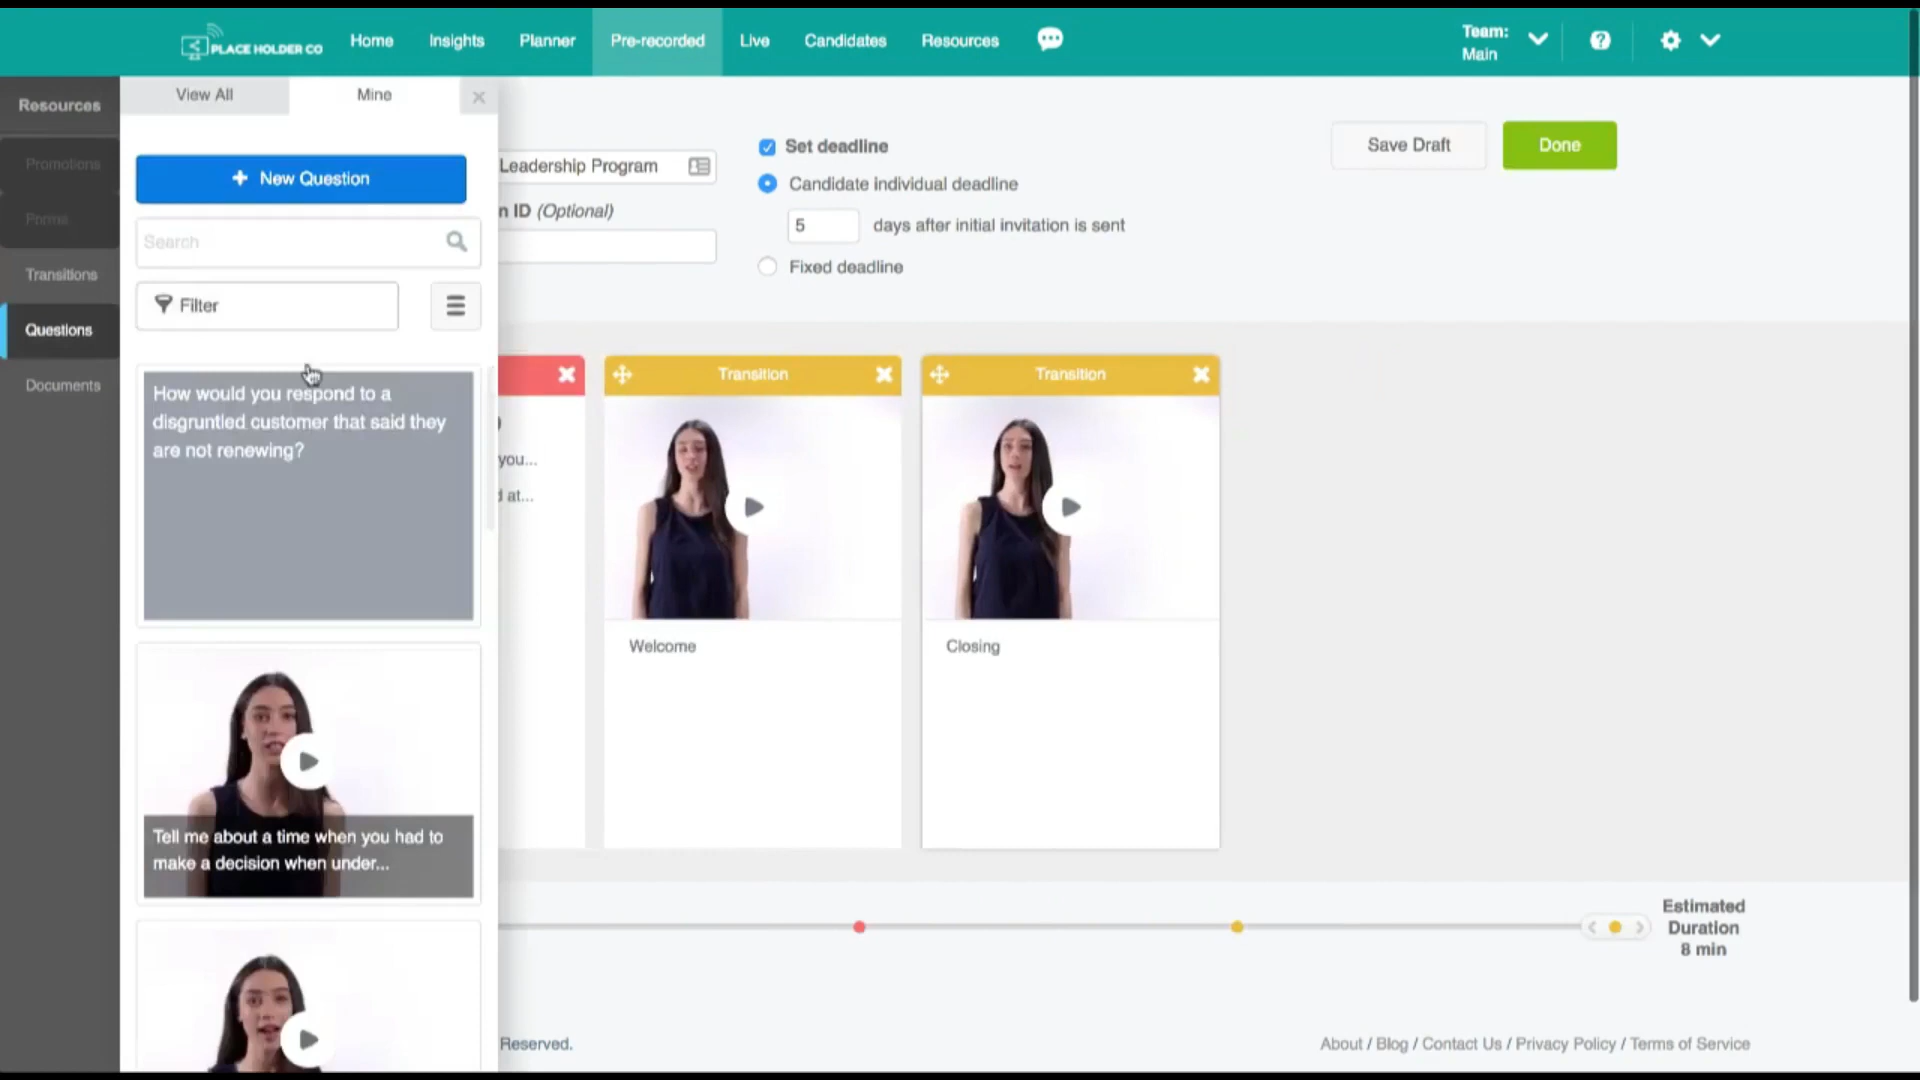 PLACE HOLDER CO
Home
Insights
Planner
Pre-recorded
Live
Candidates
Resources
Team:
Main
Resources
Promotions
Forms
Transitions
Questions
Documents
View All
Mine
New Question
Search
Filter
How would you respond to a
disgruntled customer that said they
are not renewing?
Tell me about a time when you had to
make a decision when under...
Leadership Program
n ID (Optional)
Set deadline
Candidate individual deadline
5 days after initial invitation is sent
Fixed deadline
Save Draft
Done
you...
at...
Transition
Welcome
Transition
Closing
Estimated
Duration
8 min
Reserved.
About / Blog / Contact Us / Privacy Policy / Terms of Service